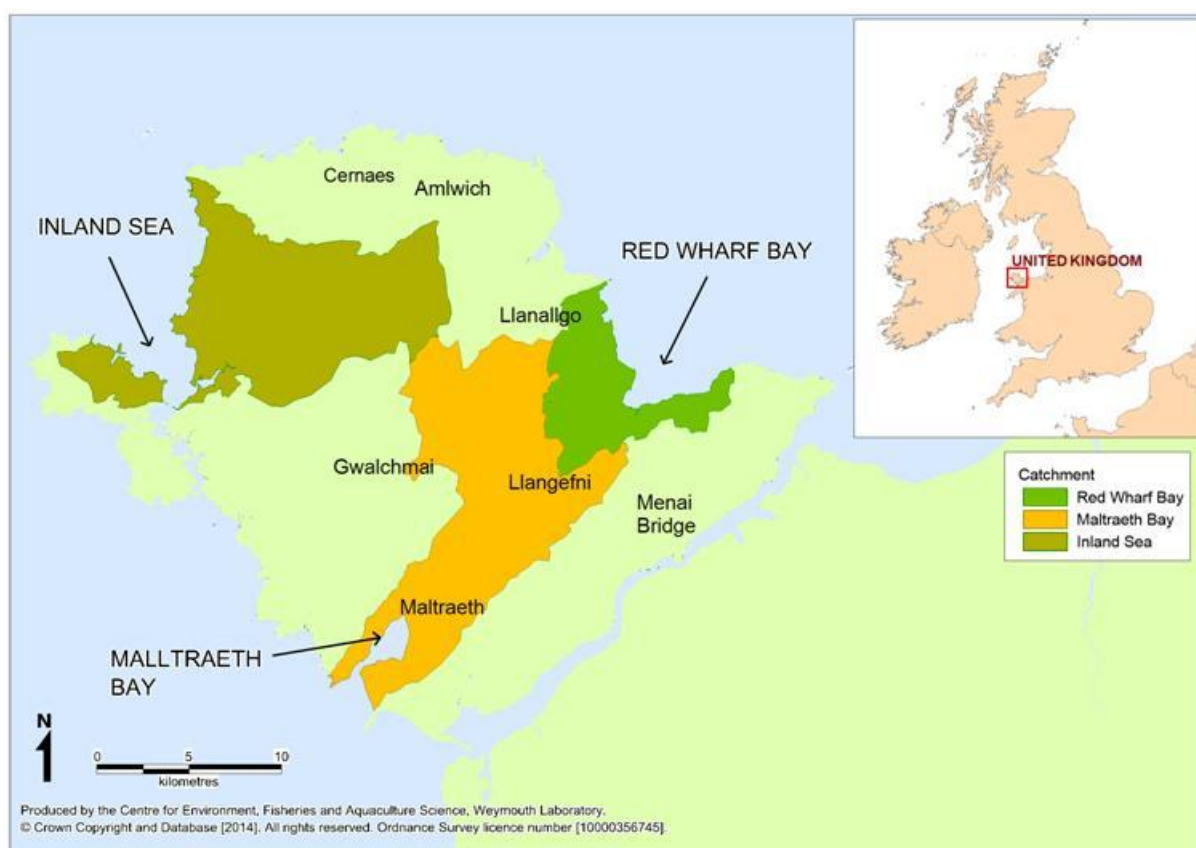 Cernaes
Amlwich
INLAND SEA
RED WHARF BAY
UNITED KINGDOM
Llanallgo
Gwalchmai
Llangefni
Menai
Bridge
Catchment
Red Wharf Bay
Maltraeth Bay
Inland Sea
Maltraeth
MALLTRAETH
BAY
N
0 5 10
kilometres
Produced by the Centre for Environment, Fisheries and Aquaculture Science, Weymouth Laboratory.
© Crown Copyright and Database [2014]. All rights reserved. Ordnance Survey licence number [10000356745].